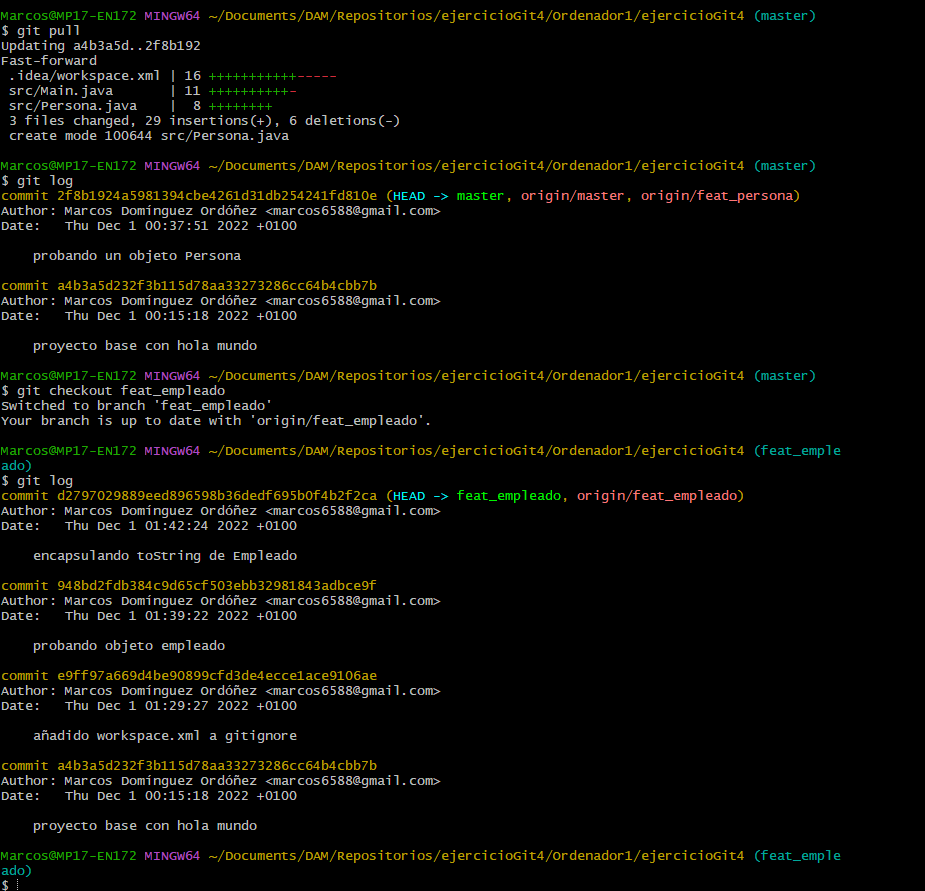 Marcos@MP17-EN172 MINGW64 ~/Documents/DAM/Repositorios/ejercicioGit4/Ordenador1/ejercicioGit4 (master)
$ git pull
Updating a4b3a5d..2f8b192
Fast-forward
 .idea/workspace.xml | 16 +++++++++++-----
 src/Main.java       | 11 ++++++++++-
 src/Persona.java    |  8 ++++++++
 3 files changed, 29 insertions(+), 6 deletions(-)
 create mode 100644 src/Persona.java

Marcos@MP17-EN172 MINGW64 ~/Documents/DAM/Repositorios/ejercicioGit4/Ordenador1/ejercicioGit4 (master)
$ git log
commit 2f8b1924a5981394cbe4261d31db254241fd810e (HEAD -> master, origin/master, origin/feat_persona)
Author: Marcos Domínguez Ordóñez <marcos6588@gmail.com>
Date:   Thu Dec 1 00:37:51 2022 +0100

    probando un objeto Persona

commit a4b3a5d232f3b115d78aa33273286cc64b4cbb7b
Author: Marcos Domínguez Ordóñez <marcos6588@gmail.com>
Date:   Thu Dec 1 00:15:18 2022 +0100

    proyecto base con hola mundo

Marcos@MP17-EN172 MINGW64 ~/Documents/DAM/Repositorios/ejercicioGit4/Ordenador1/ejercicioGit4 (master)
$ git checkout feat_empleado
Switched to branch 'feat_empleado'
Your branch is up to date with 'origin/feat_empleado'.

Marcos@MP17-EN172 MINGW64 ~/Documents/DAM/Repositorios/ejercicioGit4/Ordenador1/ejercicioGit4 (feat_emple
ado)
$ git log
commit d2797029889eed896598b36dedf695b0f4b2f2ca (HEAD -> feat_empleado, origin/feat_empleado)
Author: Marcos Domínguez Ordóñez <marcos6588@gmail.com>
Date:   Thu Dec 1 01:42:24 2022 +0100

    encapsulando toString de Empleado

commit 948bd2fdb384c9d65cf503ebb32981843adbce9f
Author: Marcos Domínguez Ordóñez <marcos6588@gmail.com>
Date:   Thu Dec 1 01:39:22 2022 +0100

    probando objeto empleado

commit e9ff97a669d4be90899cfd3de4ecce1ace9106ae
Author: Marcos Domínguez Ordóñez <marcos6588@gmail.com>
Date:   Thu Dec 1 01:29:27 2022 +0100

    añadido workspace.xml a gitignore

commit a4b3a5d232f3b115d78aa33273286cc64b4cbb7b
Author: Marcos Domínguez Ordóñez <marcos6588@gmail.com>
Date:   Thu Dec 1 00:15:18 2022 +0100

    proyecto base con hola mundo

Marcos@MP17-EN172 MINGW64 ~/Documents/DAM/Repositorios/ejercicioGit4/Ordenador1/ejercicioGit4 (feat_emple
ado)
$